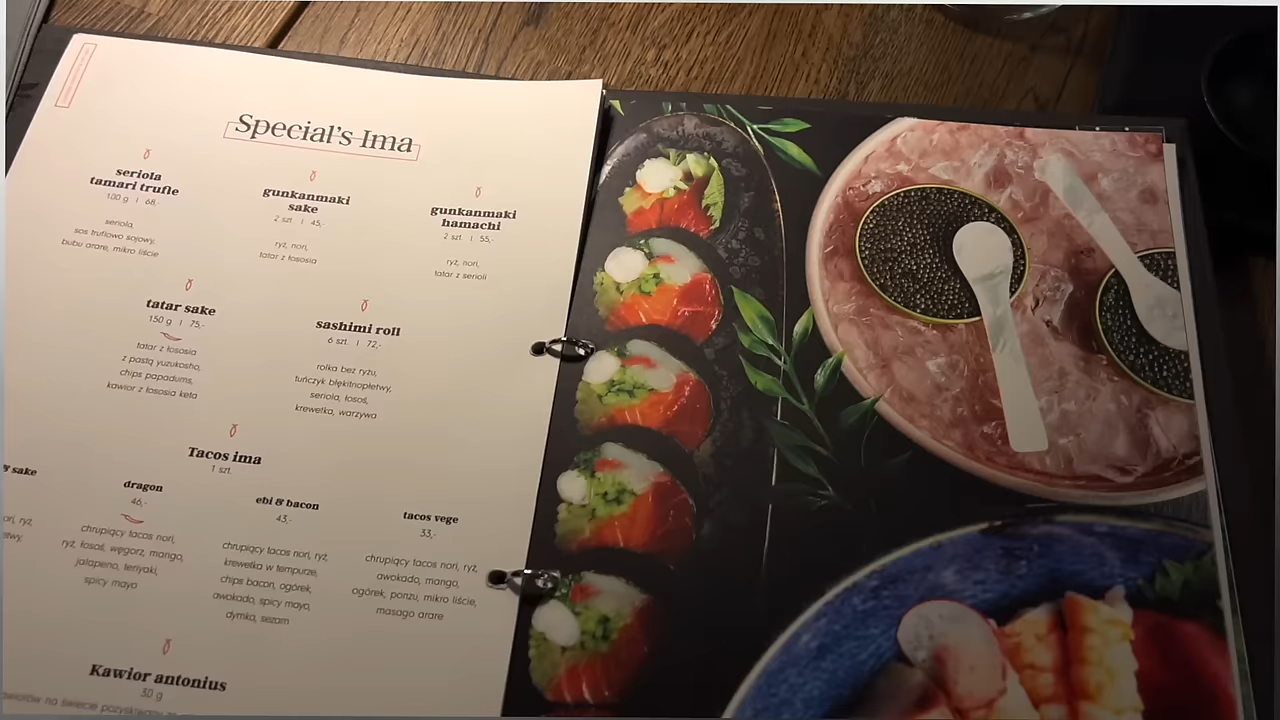 Special's Ima
seriola
tamari trufle
100 g | 68,-
seriola,
sos truflowo sojowy,
bubu arare, mikro liście
gunkanmaki
sake
2 szt. | 45,-
ryż, nori,
tatar z łososia
gunkanmaki
hamachi
2 szt. | 55,-
ryż, nori,
tatar z serioli
tatar sake
150 g | 75,-
tatar z łososia
z pastą yuzukosho,
chips papadums,
kawior z łososia keta
sashimi roll
6 szt. | 72,-
rolka bez ryżu,
tuńczyk błękitnopłetwy,
seriola, łosoś,
krewetka, warzywa
Tacos ima
1 szt.
& sake
ori, ryż,
dragon
46,-
chrupiący tacos nori,
ryż, łosoś, węgorz, mango,
jalapeno, teriyaki,
spicy mayo
ebi & bacon
43,-
chrupiący tacos nori, ryż,
krewetka w tempurze,
chips bacon, ogórek,
awokado, spicy mayo,
dymka, sezam
tacos vege
33,-
chrupiący tacos nori, ryż,
awokado, mango,
ogórek, ponzu, mikro liście,
masago arare
Kawior antonius
30 g
na świecie